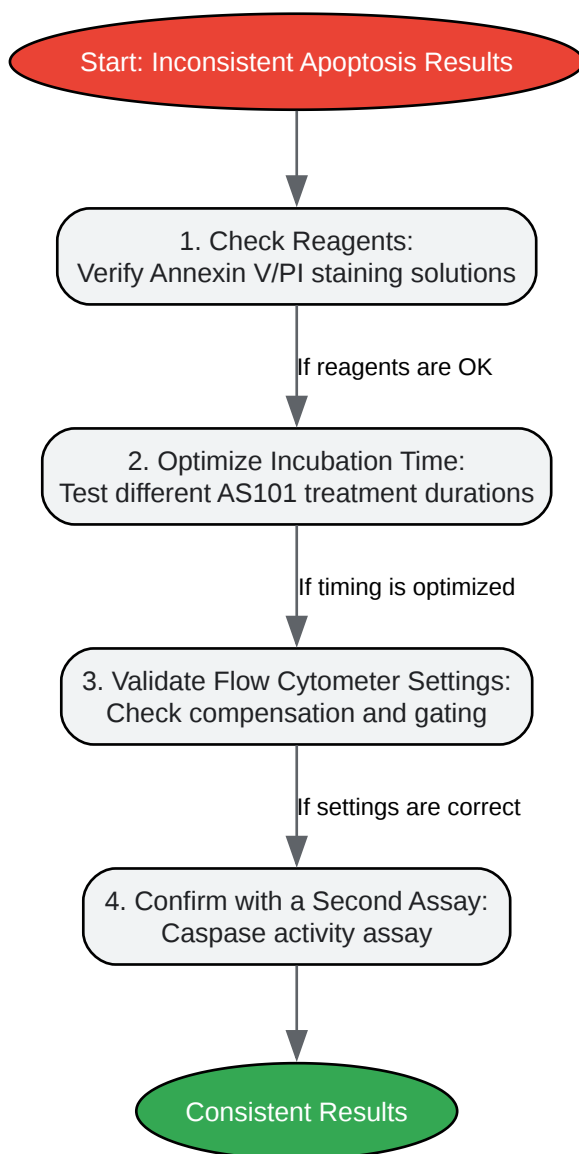 Start: Inconsistent Apoptosis Results
1. Check Reagents:
Verify Annexin V/PI staining solutions
If reagents are OK
2. Optimize Incubation Time:
Test different AS101 treatment durations
If timing is optimized
3. Validate Flow Cytometer Settings:
Check compensation and gating
If settings are correct
4. Confirm with a Second Assay:
Caspase activity assay
Consistent Results